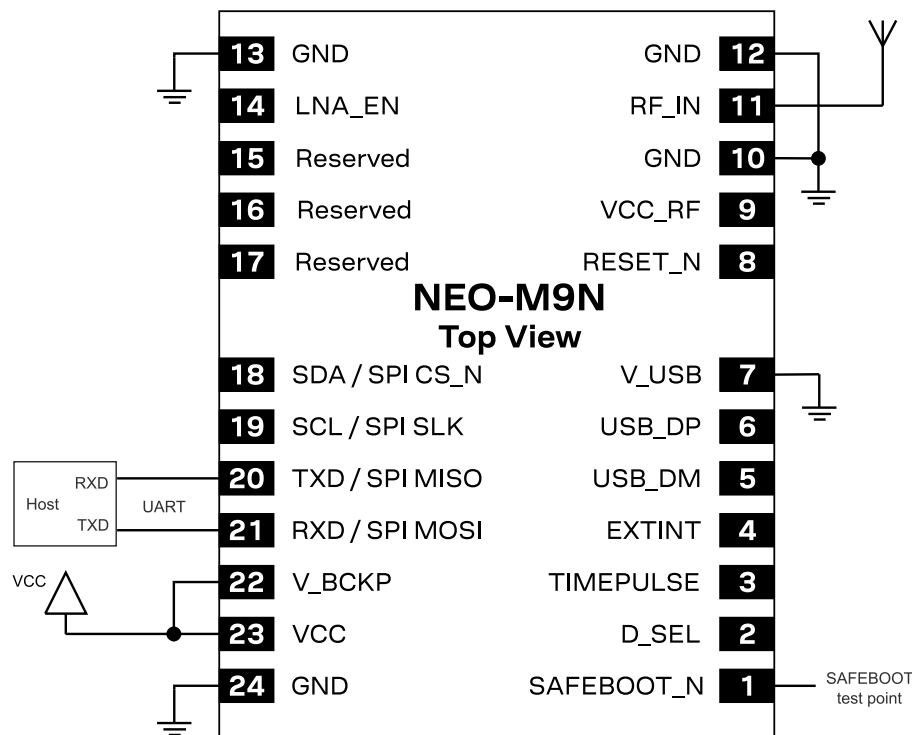 13 GND GND 12
14 LNA_EN RF_IN 11
15 Reserved GND 10
16 Reserved VCC_RF 9
17 Reserved RESET_N 8
NEO-M9N
Top View
18 SDA / SPI CS_N V_USB 7
19 SCL / SPI SLK USB_DP 6
RXD 20 TXD / SPI MISO USB_DM 5
Host UART
TXD 21 RXD / SPI MOSI EXTINT 4
VCC 22 V_BCKP TIMEPULSE 3
23 VCC D_SEL 2
24 GND SAFEBOOT_N 1 SAFEBOOT
test point